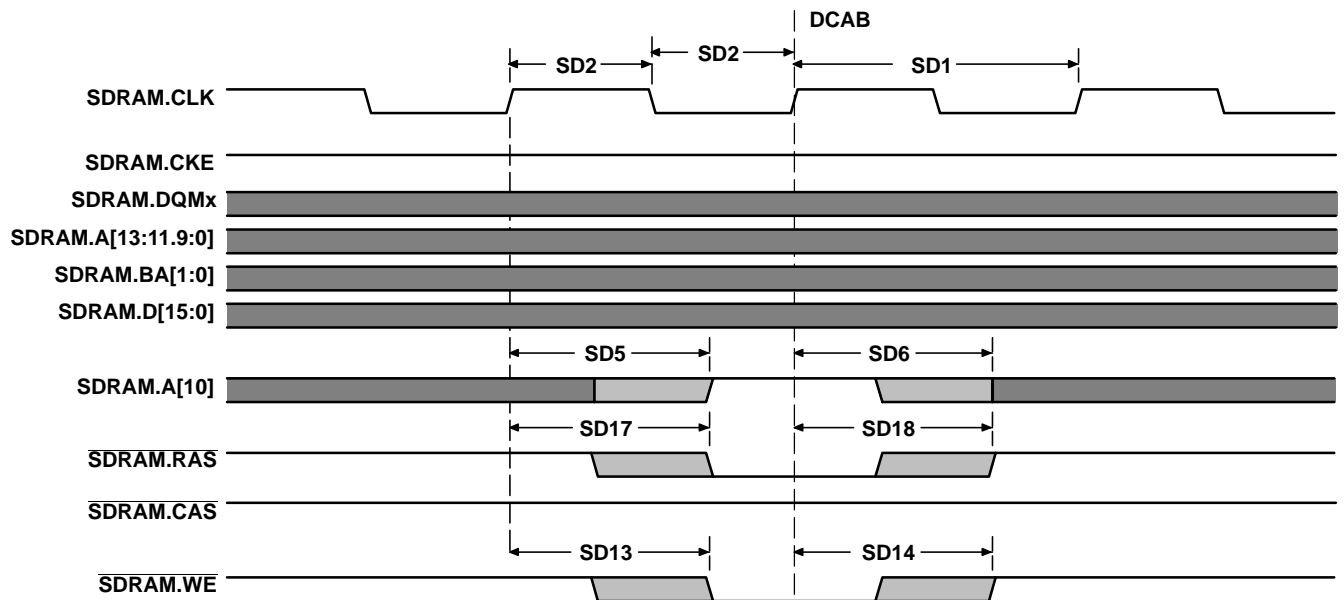 DCAB
SD2
SD2
SD1
SDRAM.CLK
SDRAM.CKE
SDRAM.DQMx
SDRAM.A[13:11.9:0]
SDRAM.BA[1:0]
SDRAM.D[15:0]
SD5
SD6
SDRAM.A[10]
SD17
SD18
SDRAM.RAS
SDRAM.CAS
SD13
SD14
SDRAM.WE